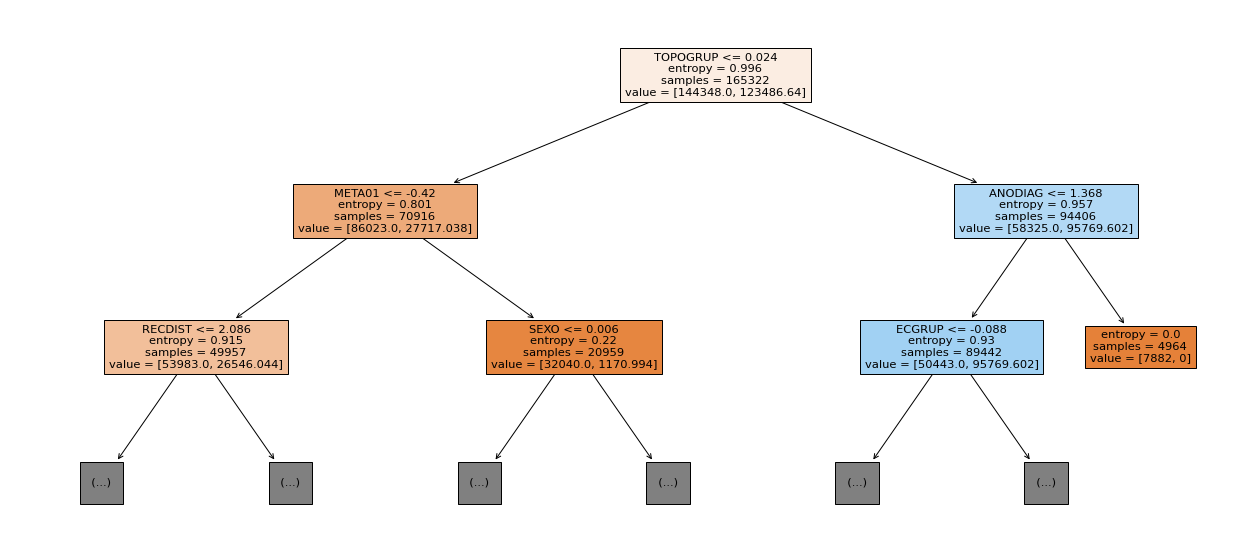 TOPOGRUP <= 0.024
entropy = 0.996
samples = 165322
value = [144348.0, 123486.64]
META01 <= -0.42
entropy = 0.801
samples = 70916
value = [86023.0, 27717.038]
ANODIAG <= 1.368
entropy = 0.957
samples = 94406
value = [58325.0, 95769.602]
RECDIST <= 2.086
entropy = 0.915
samples = 49957
value = [53983.0, 26546.044]
SEXO <= 0.006
entropy = 0.22
samples = 20959
value = [32040.0, 1170.994]
ECGRUP <= -0.088
entropy = 0.93
samples = 89442
value = [50443.0, 95769.602]
entropy = 0.0
samples = 4964
value = [7882, 0]
(...)
(...)
(...)
(...)
(...)
(...)